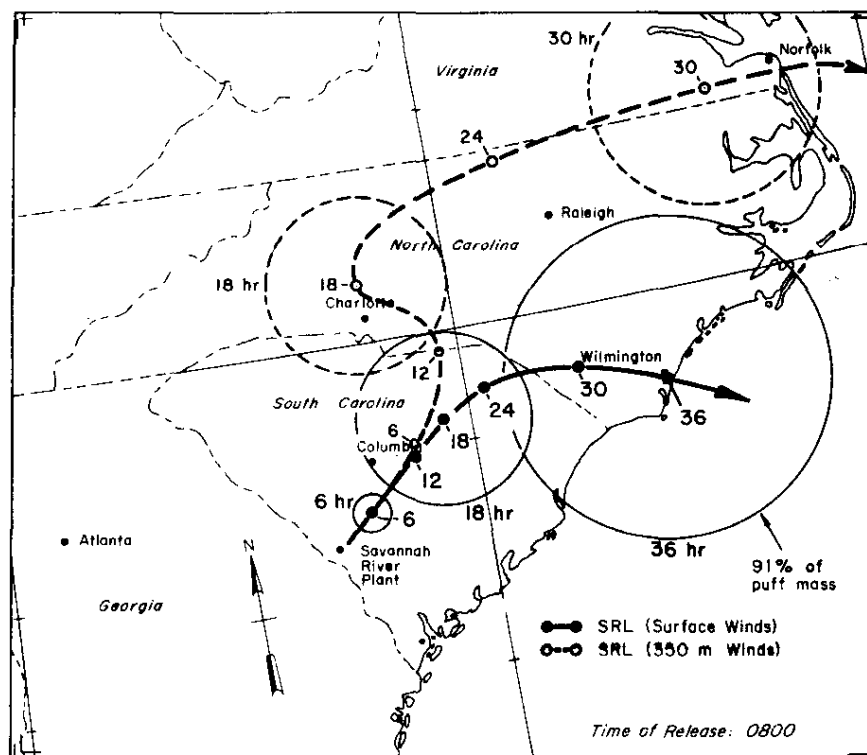 30 hr
Norfolk
Virginia
30
24
Raleigh
North Carolina
18 hr
18
Charlotte
12
Wilmington
30
24
36
South Carolina
6
18
Columbia
12
6 hr
6
18 hr
36 hr
Atlanta
N
Savannah
River
Plant
91% of
puff mass
Georgia
SRL (Surface Winds)
SRL (350 m Winds)
Time of Release: 0800